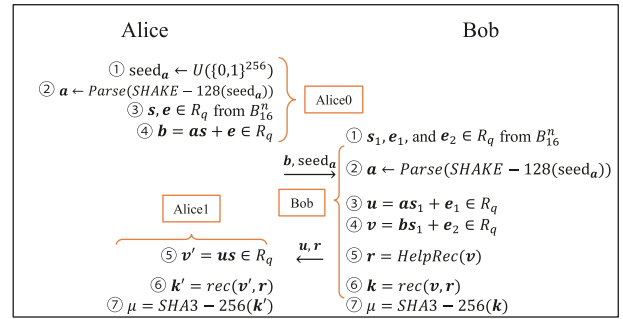 Alice Bob
① seed_a ← U({0,1}^256)
② a ← Parse(SHAKE − 128(seed_a))
③ s, e ∈ R_q from B_16^n
④ b = as + e ∈ R_q
Alice0
① s_1, e_1, and e_2 ∈ R_q from B_16^n
b, seed_a
② a ← Parse(SHAKE − 128(seed_a))
Alice1
Bob
③ u = as_1 + e_1 ∈ R_q
④ v = bs_1 + e_2 ∈ R_q
⑤ v′ = us ∈ R_q
u, r
⑤ r = HelpRec(v)
⑥ k′ = rec(v′, r)
⑥ k = rec(v, r)
⑦ μ = SHA3 − 256(k′)
⑦ μ = SHA3 − 256(k)